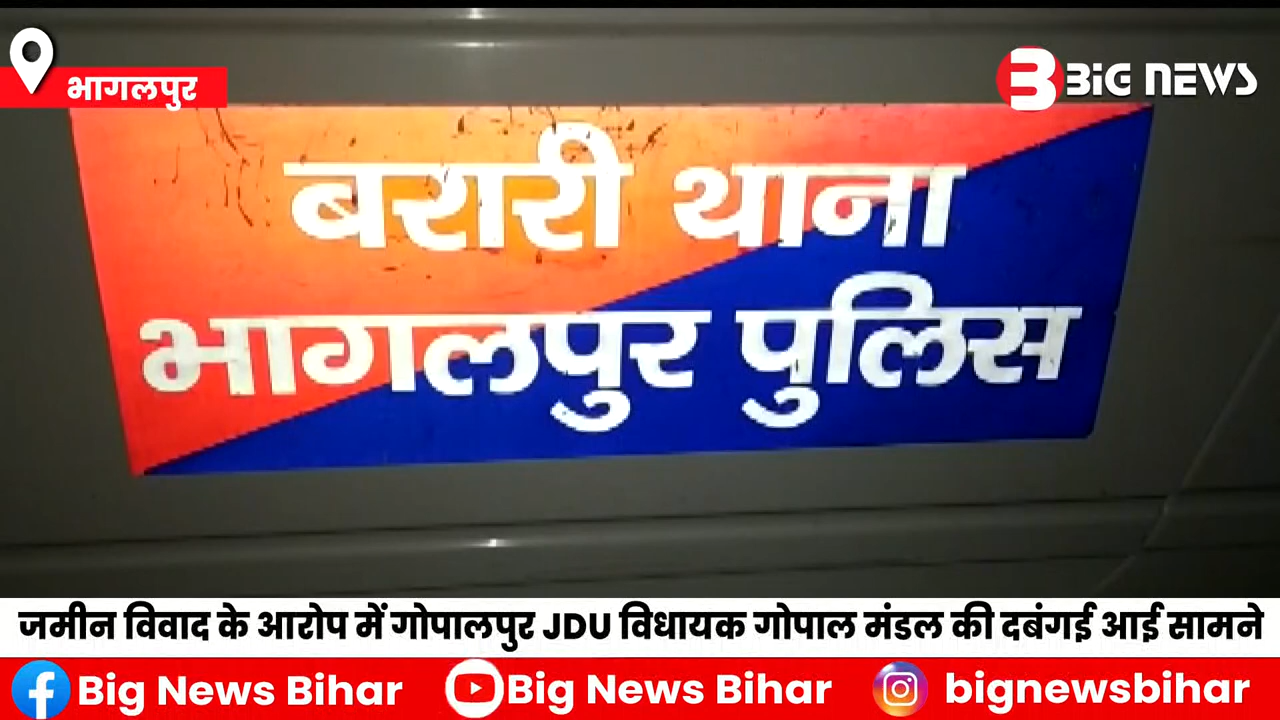 भागलपुर
BIG NEWS
बरारी थाना
भागलपुर पुलिस
जमीन विवाद के आरोप में गोपालपुर JDU विधायक गोपाल मंडल की दबंगई आई सामने
Big News Bihar Big News Bihar bignewsbihar